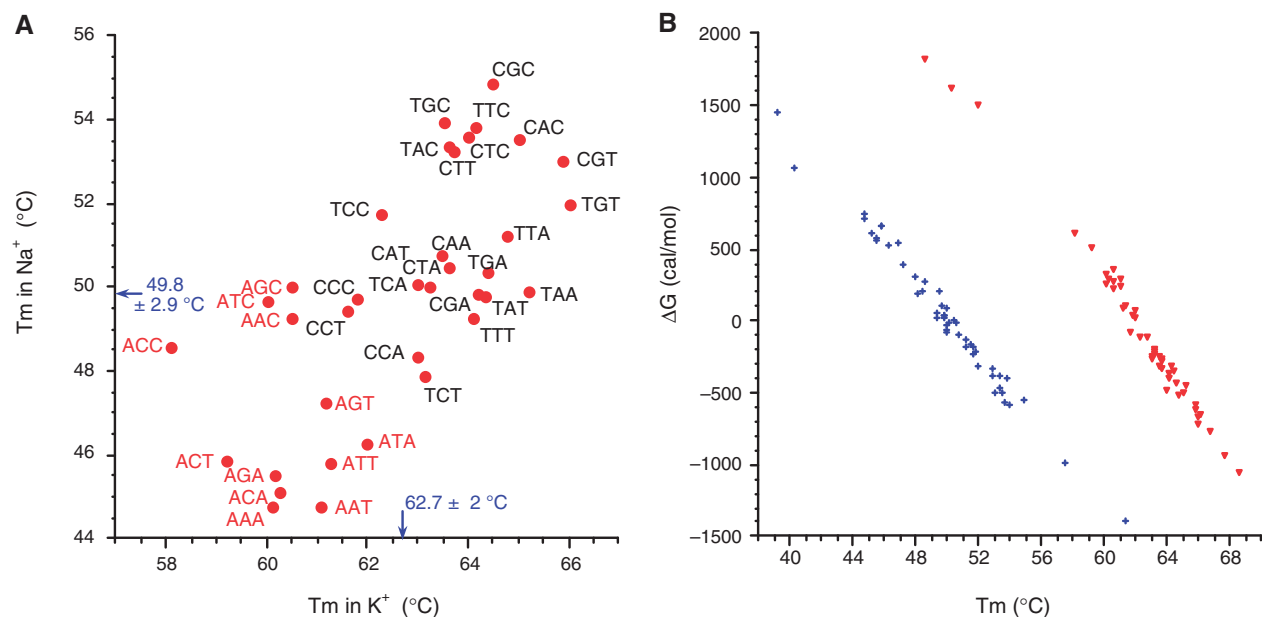 A
Tm in Na+ (°C)
56
54
52
50
48
46
44
58
60
62
64
66
Tm in K+ (°C)
CGC
TGC
TTC
CAC
TAC
CTC
CTT
CGT
TGT
TCC
TTA
CAT
CAA
CTA
TGA
TCA
TAA
CGA
TAT
TTT
AGC
CCC
ATC
AAC
CCT
ACC
CCA
TCT
AGT
ATA
ACT
ATT
AGA
ACA
AAA
AAT
49.8
± 2.9 °C
62.7 ± 2 °C
B
ΔG (cal/mol)
2000
1500
1000
500
0
−500
−1000
−1500
40
44
48
52
56
60
64
68
Tm (°C)